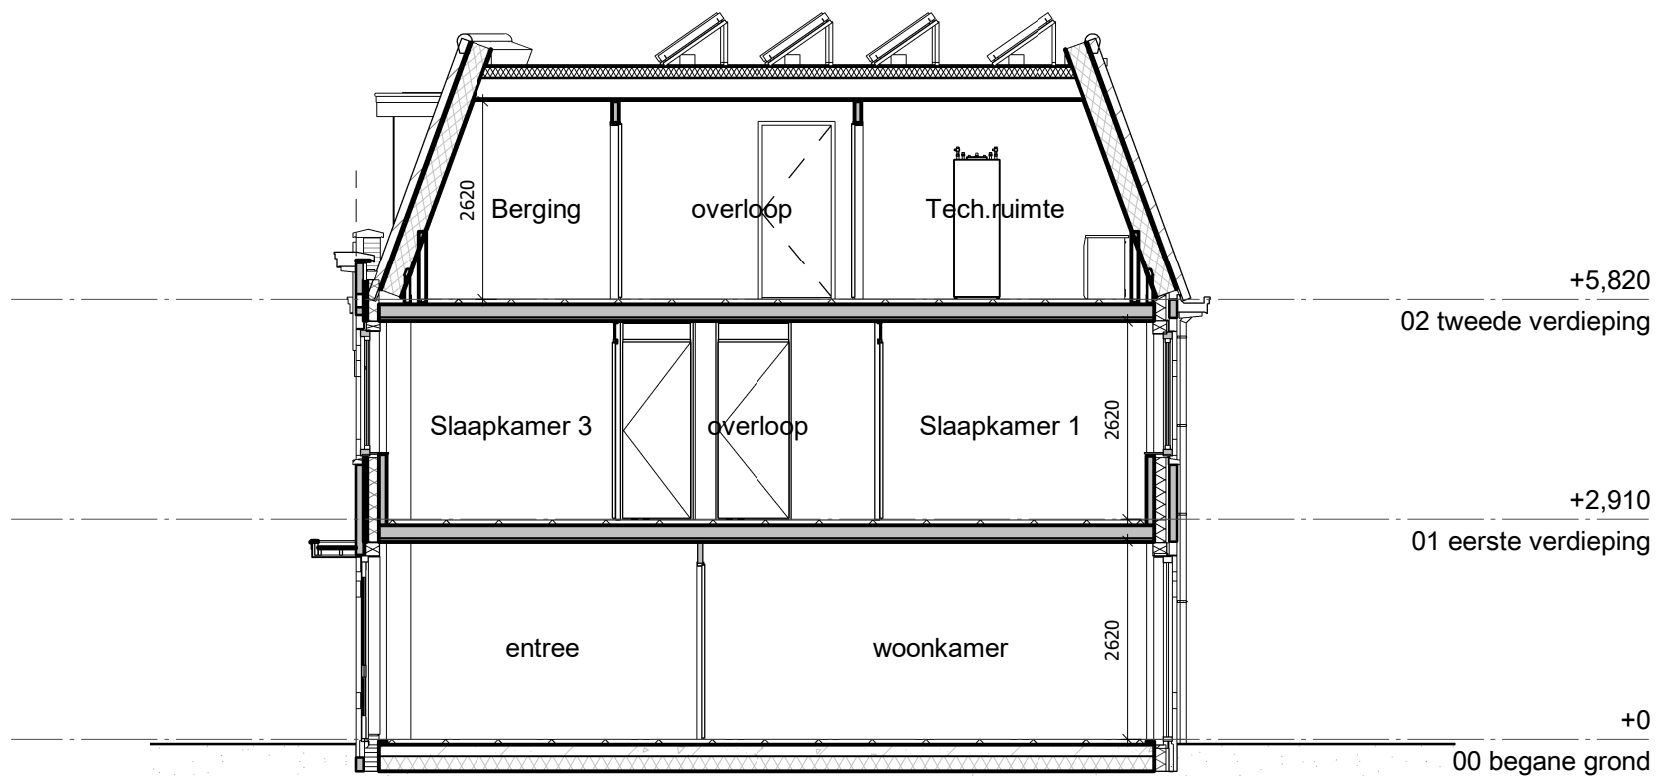 2620
Berging
overloop
Tech.ruimte
+5,820
02 tweede verdieping
Slaapkamer 3
overloop
Slaapkamer 1
2620
+2,910
01 eerste verdieping
entree
woonkamer
2620
+0
00 begane grond